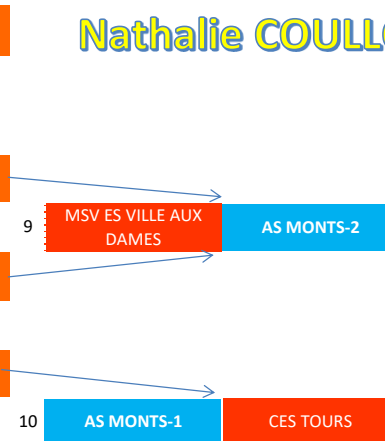 Nathalie COULL
9
MSV ES VILLE AUX
DAMES
AS MONTS-2
10
AS MONTS-1
CES TOURS